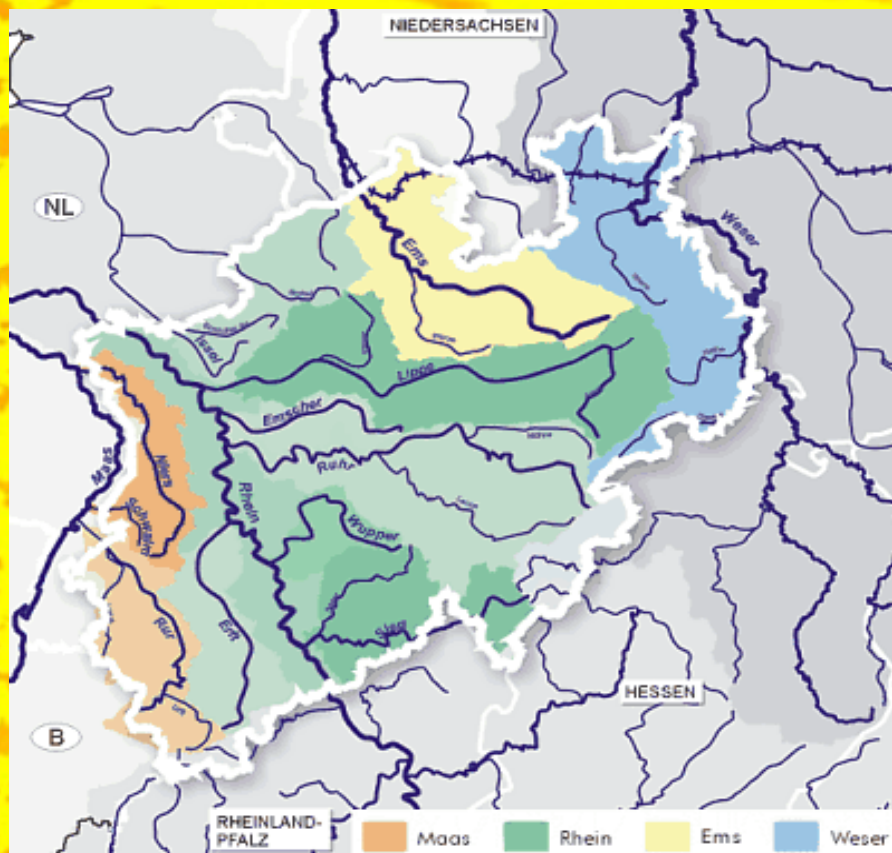 NIEDERSACHSEN
NL
Weser
Ems
Issel
Lippe
Emscher
Maas
Niers
Ruhr
Rhein
Schwalm
Wupper
Rur
Erft
Sieg
HESSEN
B
RHEINLAND-
PFALZ
Maas
Rhein
Ems
Weser